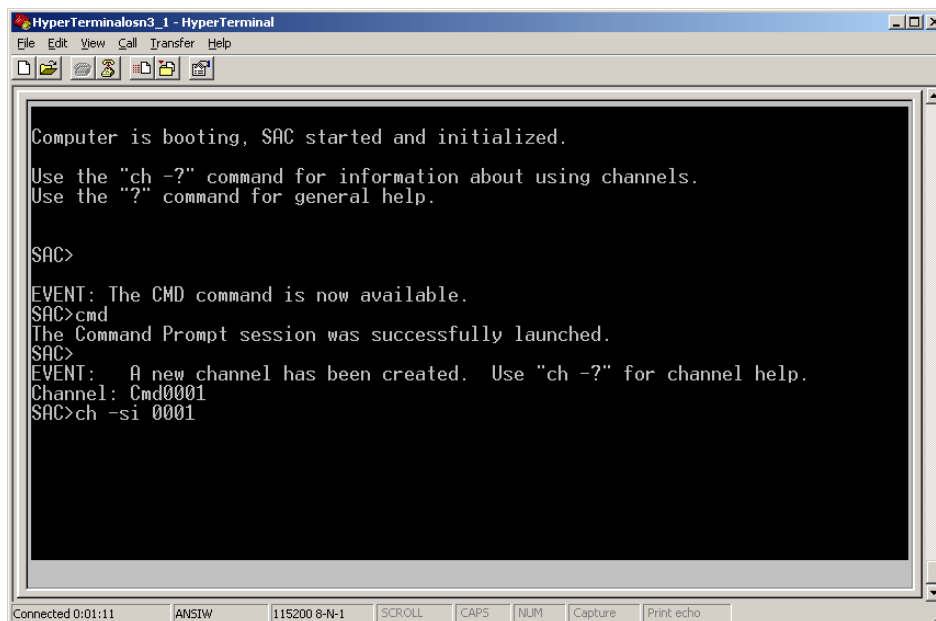 HyperTerminalosn3_1 - HyperTerminal
File Edit View Call Transfer Help
Computer is booting, SAC started and initialized.
Use the "ch -?" command for information about using channels.
Use the "?" command for general help.
SAC>
EVENT: The CMD command is now available.
SAC>cmd
The Command Prompt session was successfully launched.
SAC>
EVENT:   A new channel has been created.  Use "ch -?" for channel help.
Channel: Cmd0001
SAC>ch -si 0001
Connected 0:01:11 ANSIW 115200 8-N-1 SCROLL CAPS NUM Capture Print echo